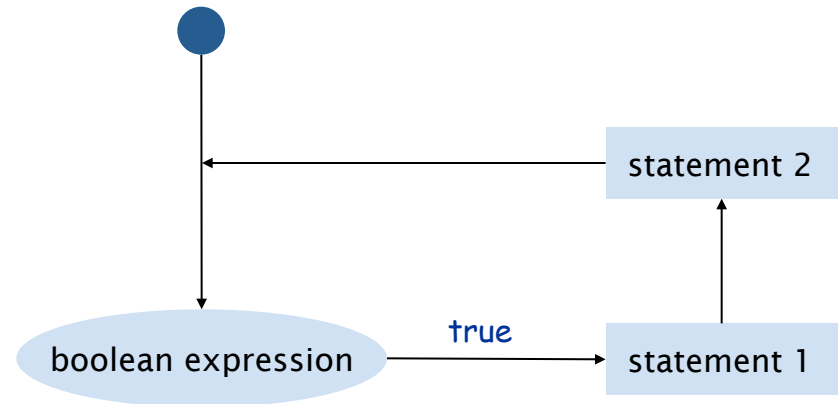 statement 2
true
boolean expression
statement 1